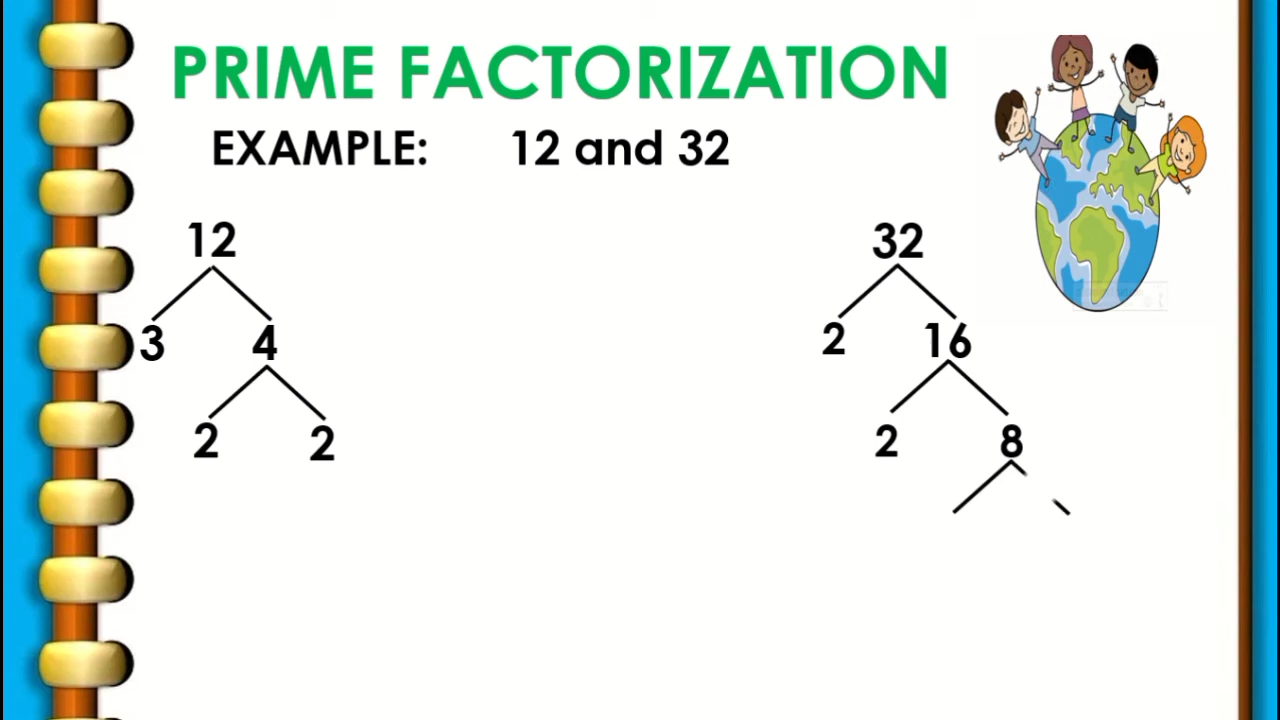 PRIME FACTORIZATION
EXAMPLE: 12 and 32
12 32
3 4 2 16
2 2 2 8